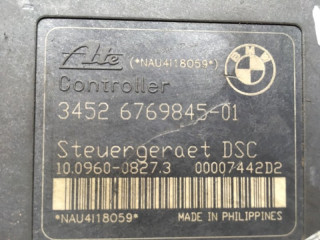 Ate (*NAU4I18059*) BMW
Controller
3452 6769845-01
Steuergeraet DSC
10.0960-0827.3 00007442D2
*NAU4I18059* MADE IN PHILIPPINES